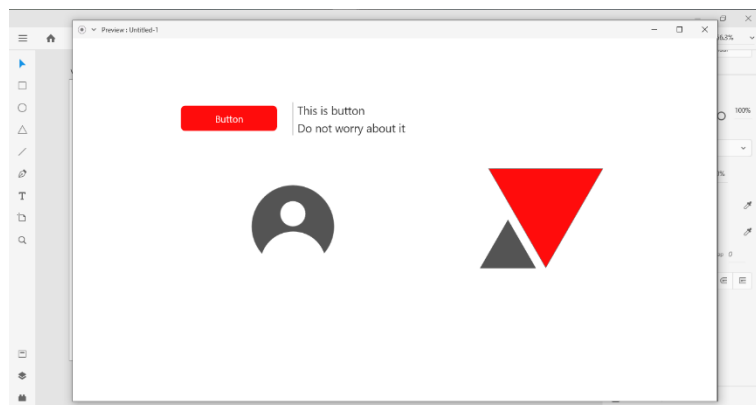 Preview : Untitled-1
100%
Button
This is button
Do not worry about it